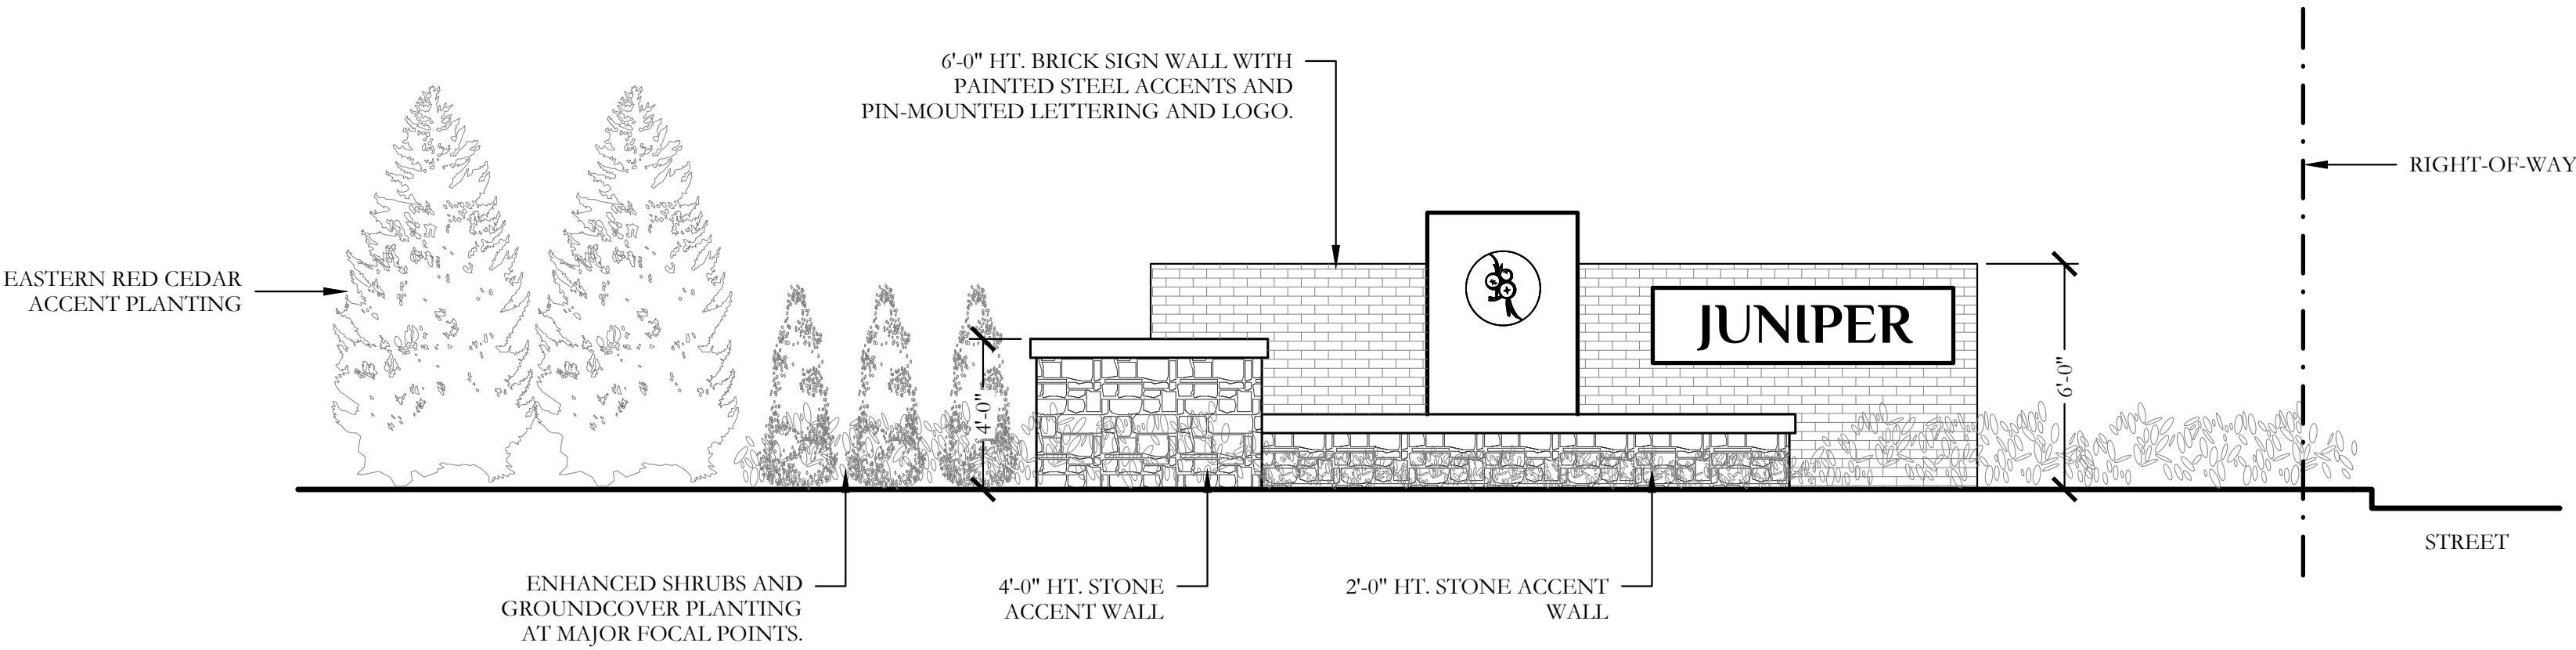 6'-0" HT. BRICK SIGN WALL WITH
PAINTED STEEL ACCENTS AND
PIN-MOUNTED LETTERING AND LOGO.
RIGHT-OF-WAY
EASTERN RED CEDAR
ACCENT PLANTING
JUNIPER
6'-0"
4'-0"
STREET
ENHANCED SHRUBS AND
GROUNDCOVER PLANTING
AT MAJOR FOCAL POINTS.
4'-0" HT. STONE
ACCENT WALL
2'-0" HT. STONE ACCENT
WALL